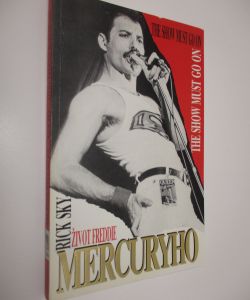 THE SHOW MUST GO ON
THE SHOW MUST GO ON
RICK SKY
ŽIVOT FREDDIE
MERCURYHO